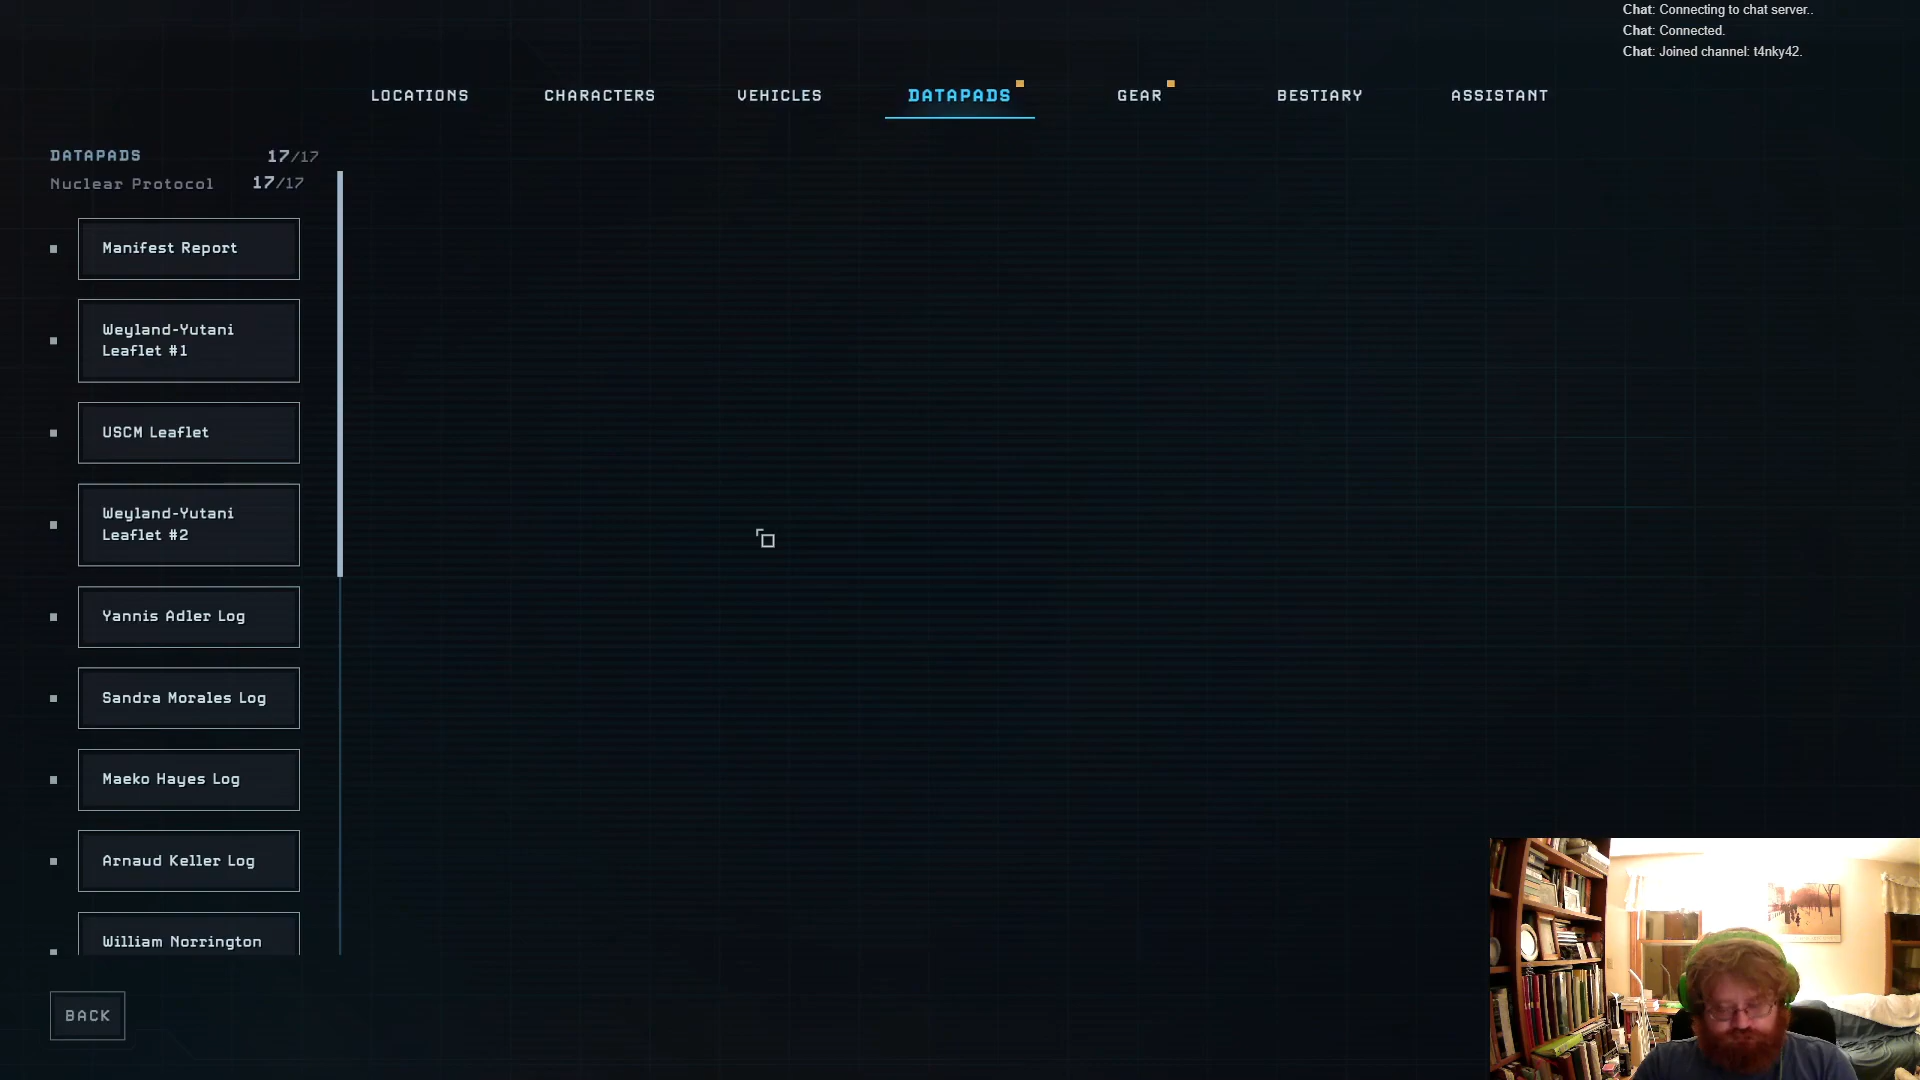 Chat: Connecting to chat server..
Chat: Connected.
Chat: Joined channel: t4nky42.
LOCATIONS
CHARACTERS
VEHICLES
DATAPADS
GEAR
BESTIARY
ASSISTANT
DATAPADS 17/17
Nuclear Protocol 17/17
Manifest Report
Weyland-Yutani
Leaflet #1
USCM Leaflet
Weyland-Yutani
Leaflet #2
Yannis Adler Log
Sandra Morales Log
Maeko Hayes Log
Arnaud Keller Log
William Norrington
BACK